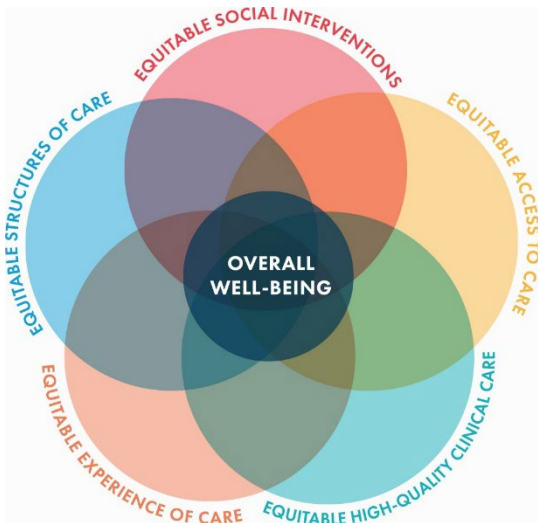 EQUITABLE SOCIAL INTERVENTIONS
EQUITABLE ACCESS TO CARE
EQUITABLE HIGH-QUALITY CLINICAL CARE
EQUITABLE EXPERIENCE OF CARE
EQUITABLE STRUCTURES OF CARE
OVERALL
WELL-BEING